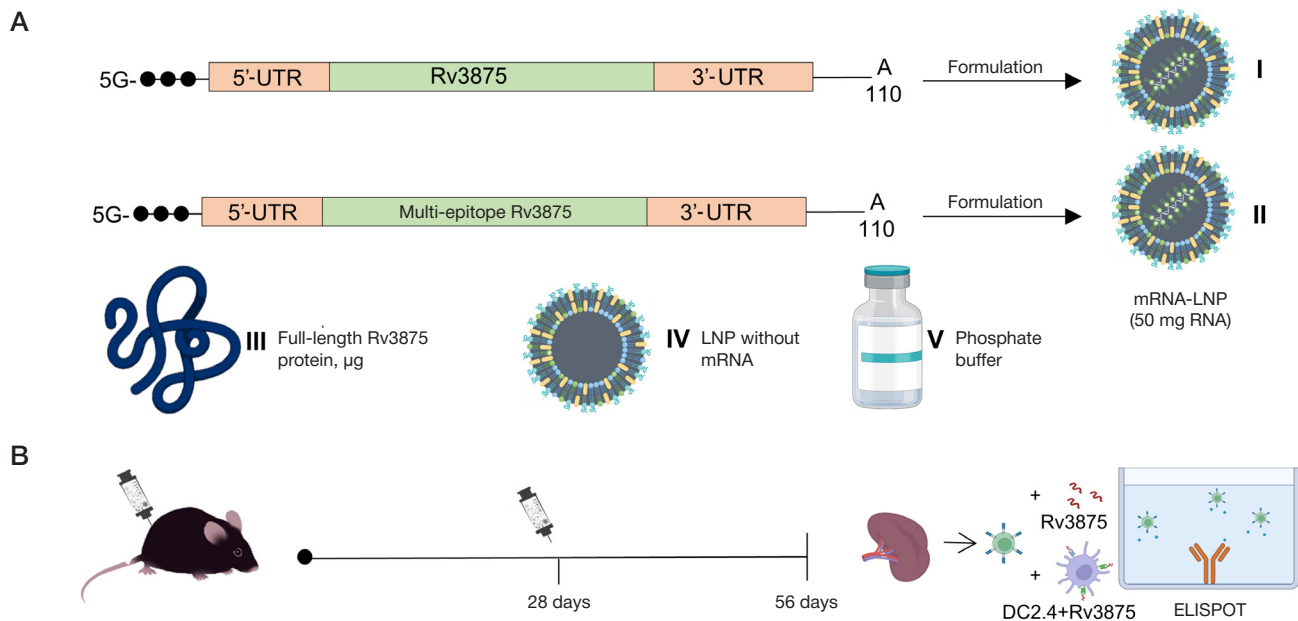 A
5G-
5’-UTR
Rv3875
3’-UTR
A
110
Formulation
I
5G-
5’-UTR
Multi-epitope Rv3875
3’-UTR
A
110
Formulation
II
mRNA-LNP
(50 mg RNA)
III
Full-length Rv3875
protein, µg
IV
LNP without
mRNA
V
Phosphate
buffer
B
28 days
56 days
+
Rv3875
+
DC2.4+Rv3875
ELISPOT